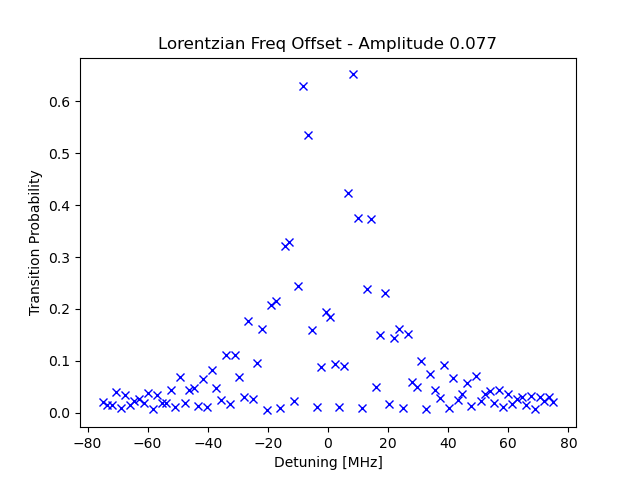 Lorentzian Freq Offset - Amplitude 0.077
0.6
0.5
0.4
0.3
0.2
0.1
0.0
Transition Probability
−80 −60 −40 −20 0 20 40 60 80
Detuning [MHz]